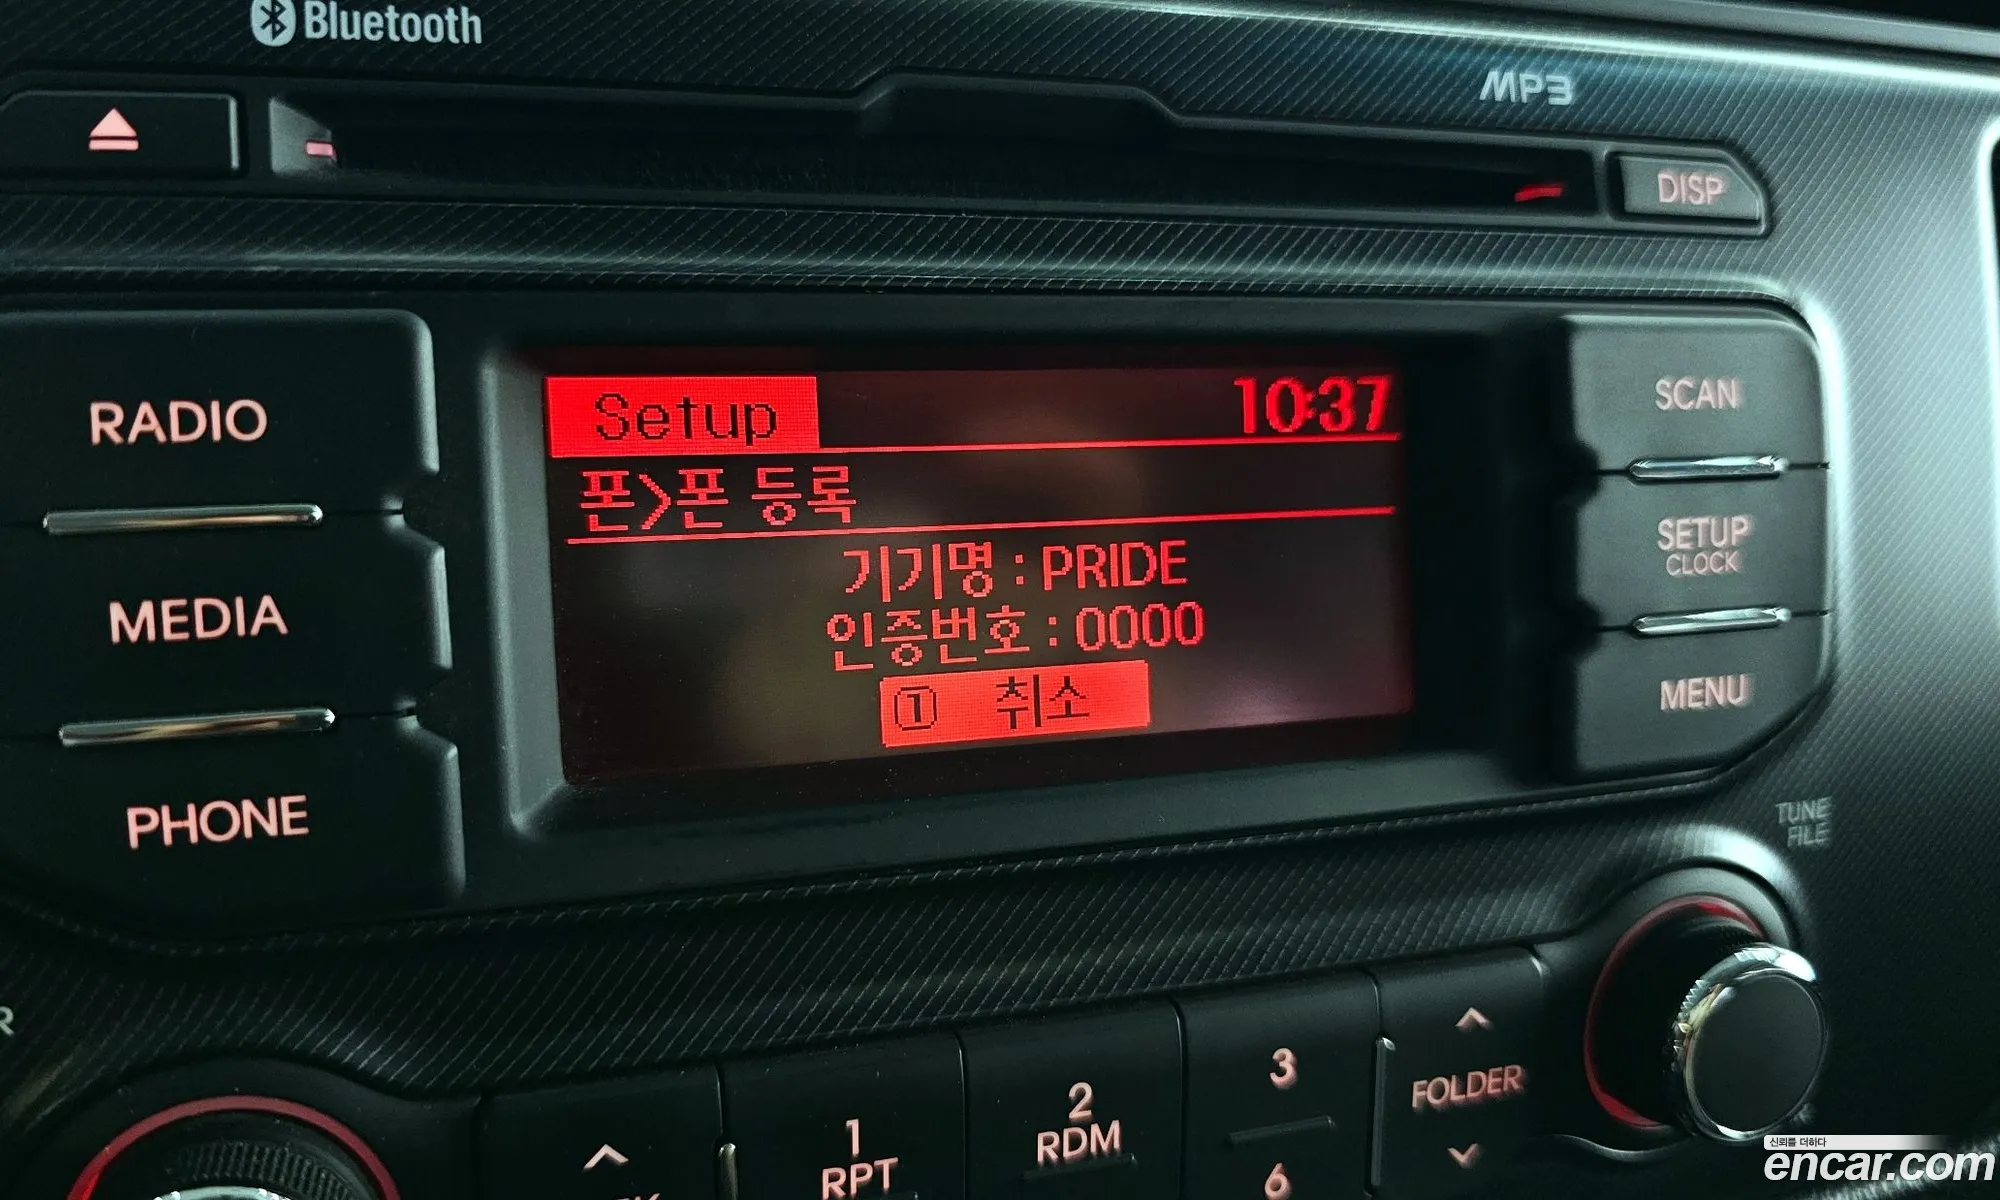 Bluetooth
MP3
DISP
RADIO
MEDIA
PHONE
Setup 10:37
폰>폰 등록
기기명 : PRIDE
인증번호 : 0000
① 취소
SCAN
SETUP
CLOCK
MENU
TUNE
FILE
1
RPT
2
RDM
3
6
FOLDER
신뢰를 더하다
encar.com